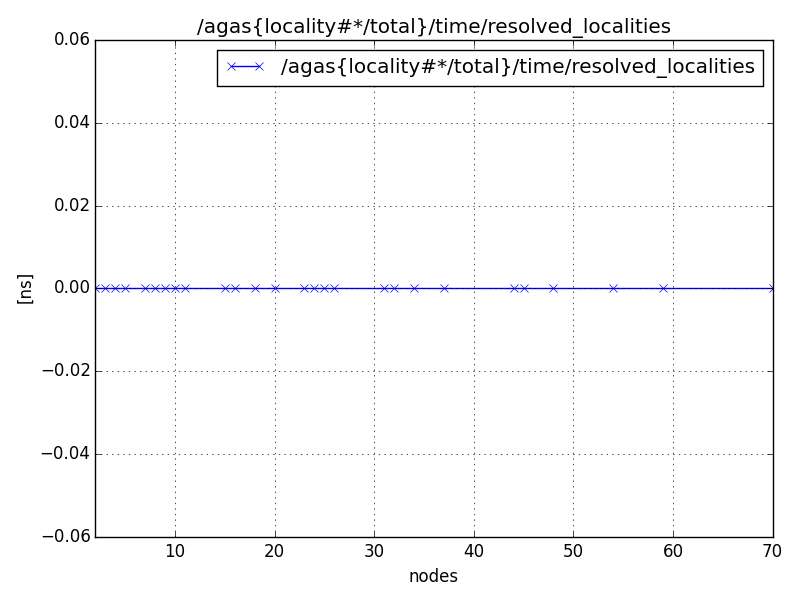 /agas{locality#*/total}/time/resolved_localities
/agas{locality#*/total}/time/resolved_localities
0.06
0.04
0.02
0.00
−0.02
−0.04
−0.06
[ns]
10 20 30 40 50 60 70
nodes